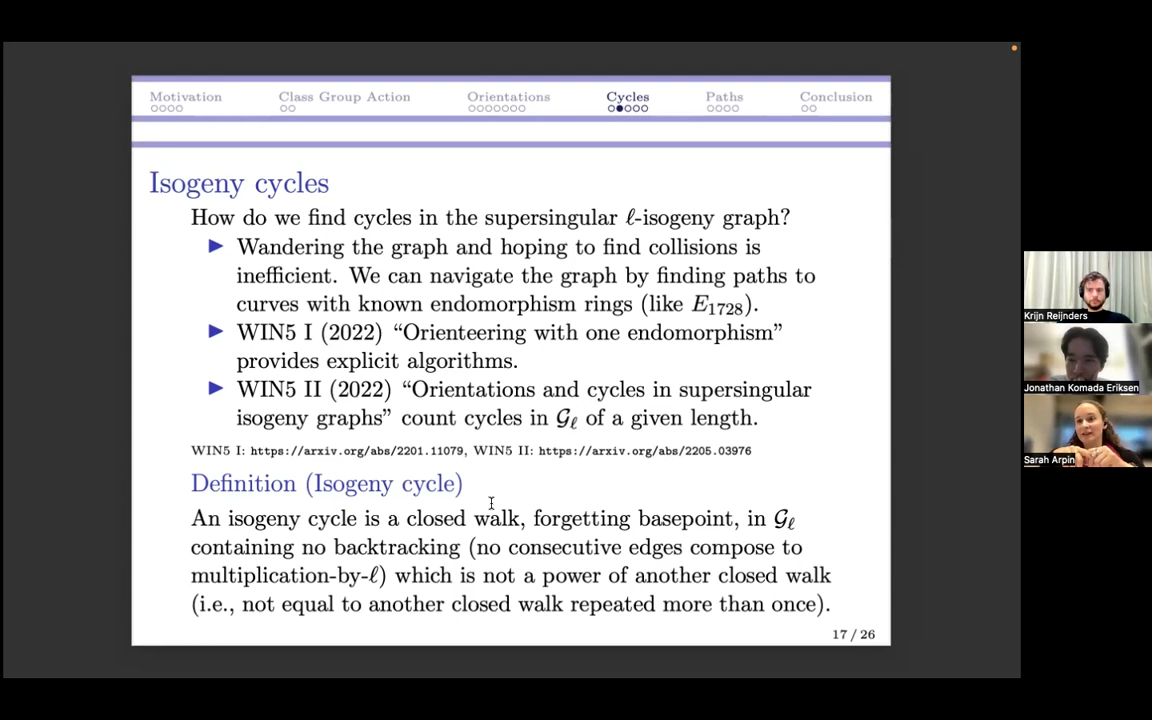 Motivation Class Group Action Orientations Cycles Paths Conclusion
Isogeny cycles
How do we find cycles in the supersingular ℓ-isogeny graph?
▶ Wandering the graph and hoping to find collisions is
inefficient. We can navigate the graph by finding paths to
curves with known endomorphism rings (like E₁₇₂₈).
▶ WIN5 I (2022) “Orienteering with one endomorphism”
provides explicit algorithms.
▶ WIN5 II (2022) “Orientations and cycles in supersingular
isogeny graphs” count cycles in 𝒢ℓ of a given length.
WIN5 I: https://arxiv.org/abs/2201.11079, WIN5 II: https://arxiv.org/abs/2205.03976
Definition (Isogeny cycle)
An isogeny cycle is a closed walk, forgetting basepoint, in 𝒢ℓ
containing no backtracking (no consecutive edges compose to
multiplication-by-ℓ) which is not a power of another closed walk
(i.e., not equal to another closed walk repeated more than once).
17 / 26
Krijn Reijnders
Jonathan Komada Eriksen
Sarah Arpin